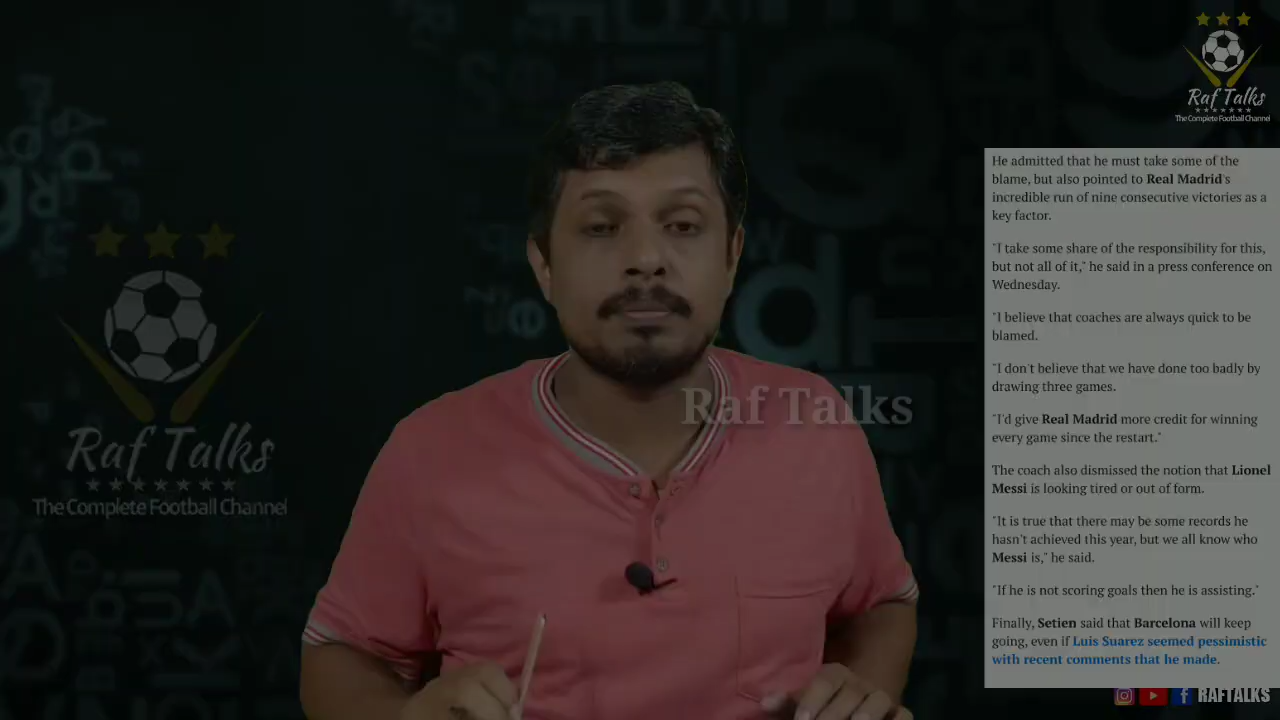 Raf Talks
The Complete Football Channel
He admitted that he must take some of the
blame, but also pointed to Real Madrid's
incredible run of nine consecutive victories as a
key factor.
"I take some share of the responsibility for this,
but not all of it," he said in a press conference on
Wednesday.
"I believe that coaches are always quick to be
blamed.
"I don't believe that we have done too badly by
drawing three games.
"I'd give Real Madrid more credit for winning
every game since the restart."
The coach also dismissed the notion that Lionel
Messi is looking tired or out of form.
"It is true that there may be some records he
hasn't achieved this year, but we all know who
Messi is," he said.
"If he is not scoring goals then he is assisting."
Finally, Setien said that Barcelona will keep
going, even if Luis Suarez seemed pessimistic
with recent comments that he made.
Raf Talks
Raf Talks
The Complete Football Channel
RAFTALKS